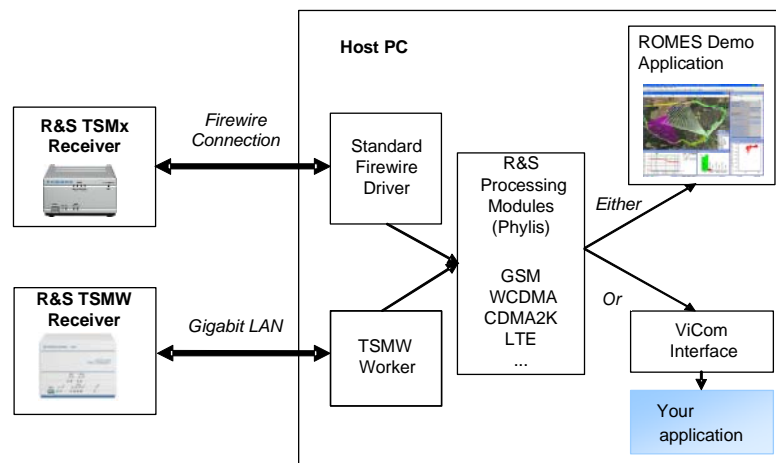 Host PC
ROMES Demo
Application
R&S TSMx
Receiver
Firewire
Connection
Standard
Firewire
Driver
R&S
Processing
Modules
(Phylis)
GSM
WCDMA
CDMA2K
LTE
...
Either
Or
R&S TSMW
Receiver
Gigabit LAN
TSMW
Worker
ViCom
Interface
Your
application